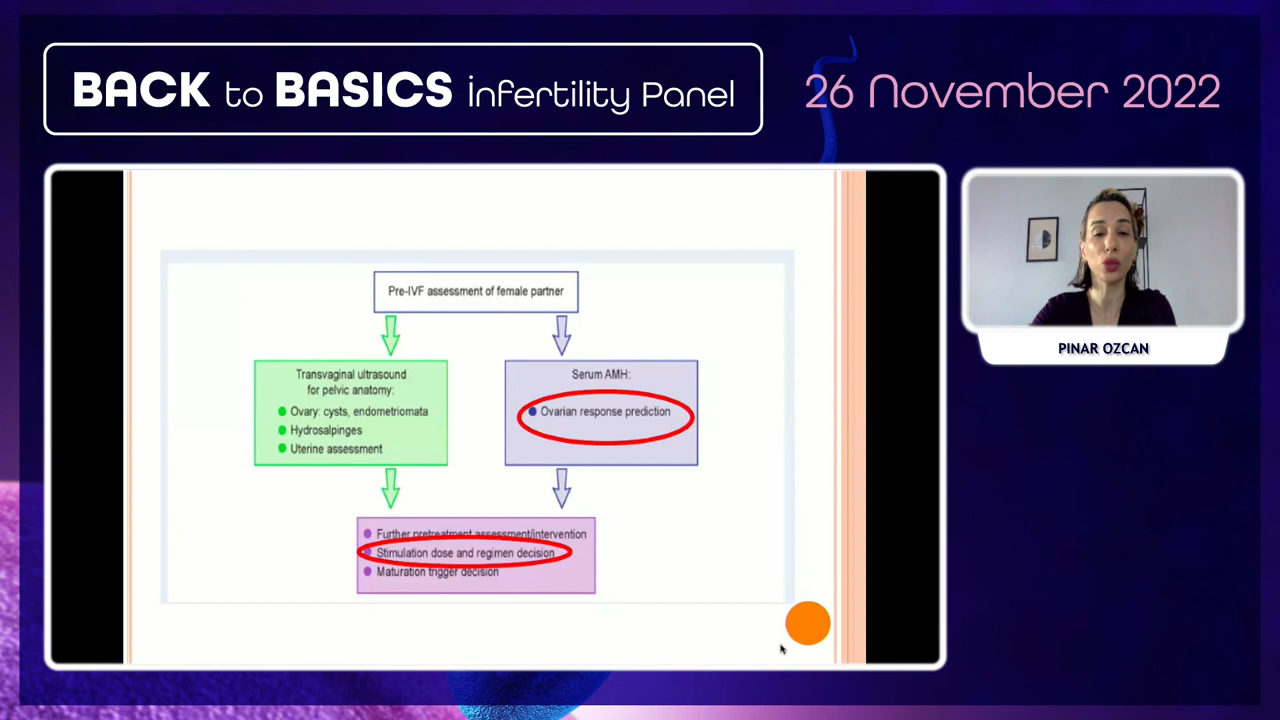 BACK to BASICS infertility Panel
26 November 2022
Pre-IVF assessment of female partner
Transvaginal ultrasound
for pelvic anatomy:
Ovary: cysts, endometriomata
Hydrosalpinges
Uterine assessment
Serum AMH:
Ovarian response prediction
Further pretreatment assessment/intervention
Stimulation dose and regimen decision
Maturation trigger decision
PINAR OZCAN